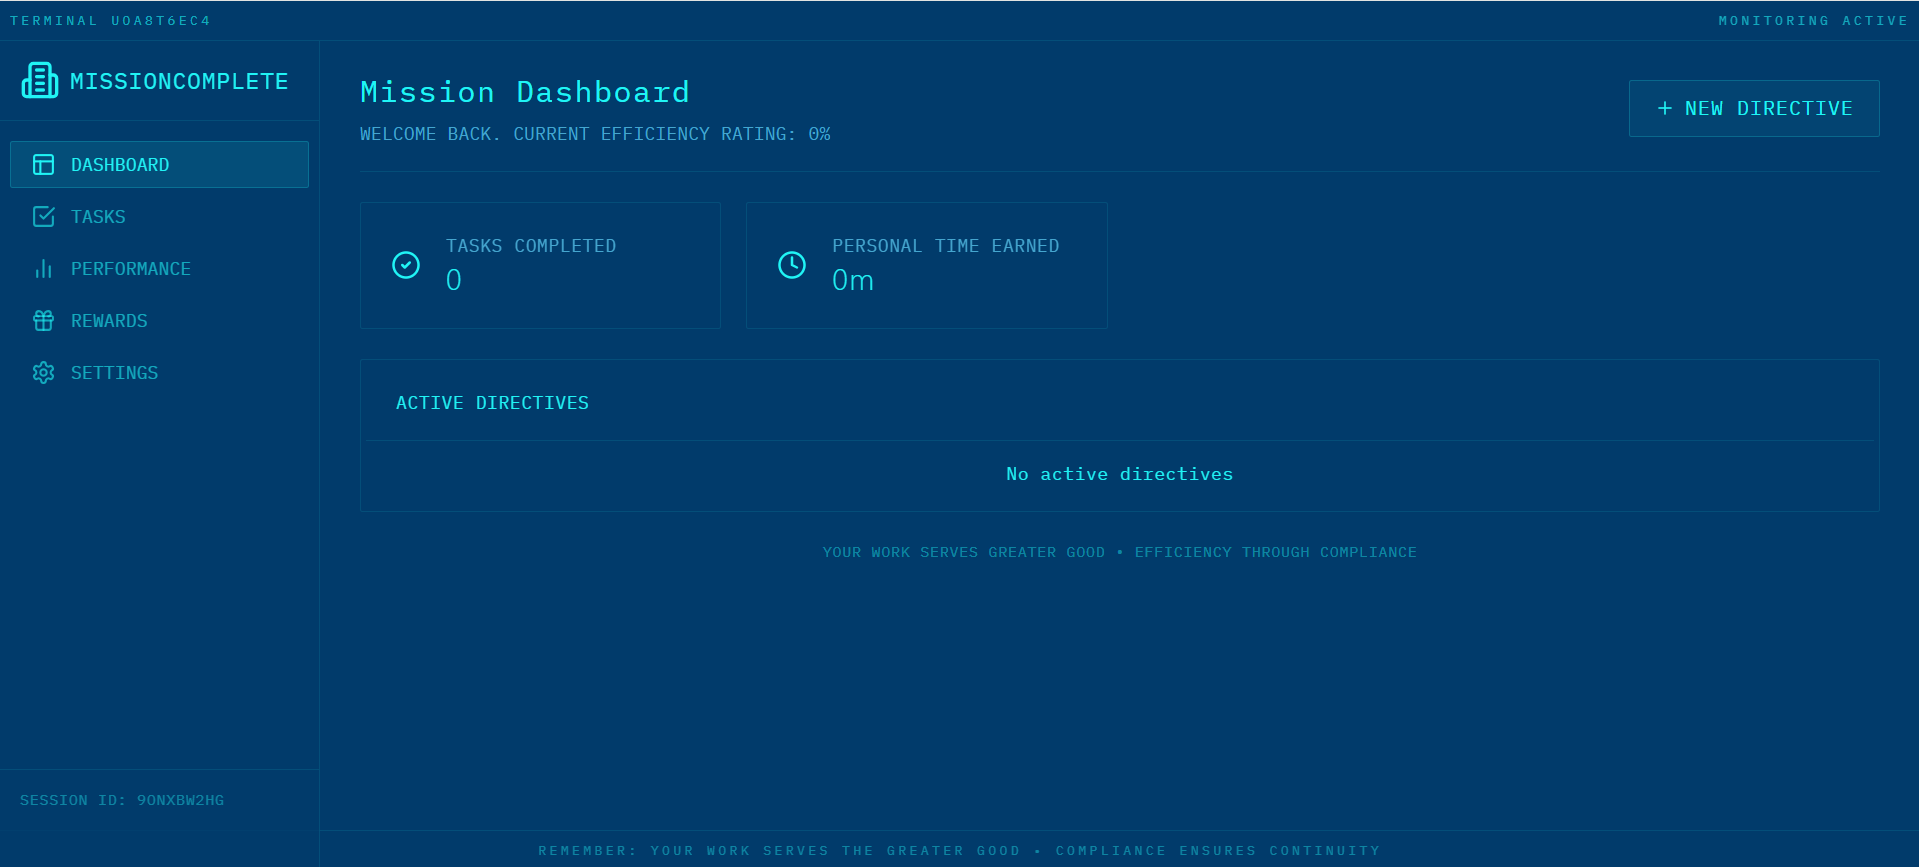 TERMINAL UOA8T6EC4
MONITORING ACTIVE
MISSIONCOMPLETE
DASHBOARD
TASKS
PERFORMANCE
REWARDS
SETTINGS
SESSION ID: 9ONXBW2HG
Mission Dashboard
WELCOME BACK. CURRENT EFFICIENCY RATING: 0%
+ NEW DIRECTIVE
TASKS COMPLETED
0
PERSONAL TIME EARNED
0m
ACTIVE DIRECTIVES
No active directives
YOUR WORK SERVES GREATER GOOD • EFFICIENCY THROUGH COMPLIANCE
REMEMBER: YOUR WORK SERVES THE GREATER GOOD • COMPLIANCE ENSURES CONTINUITY